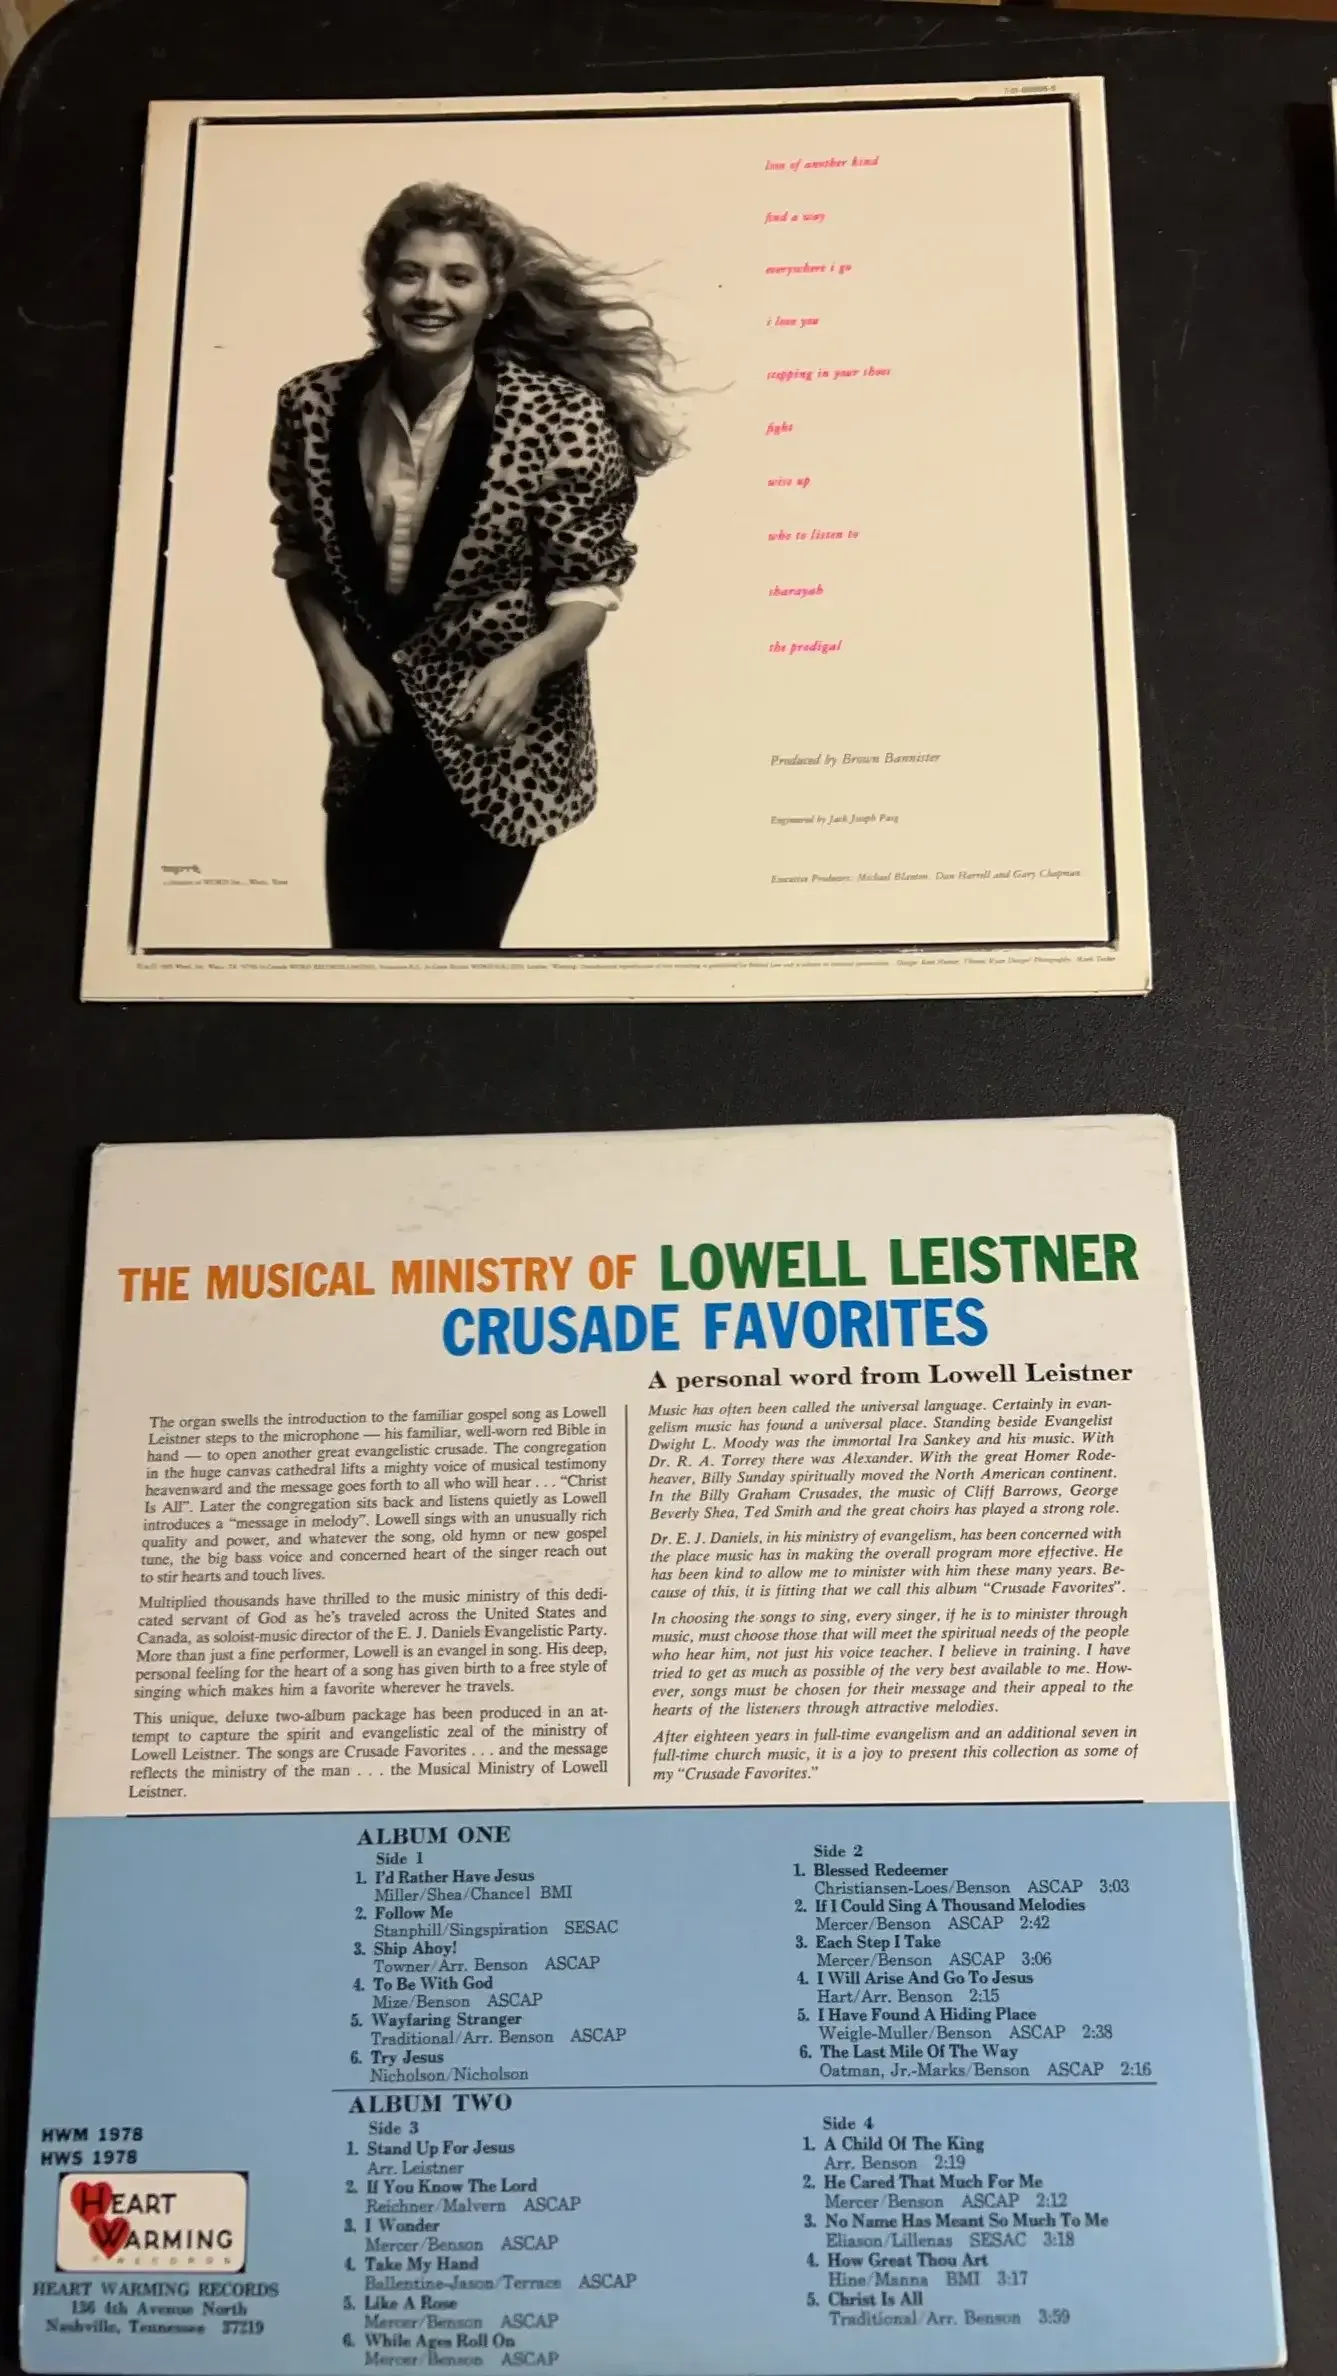 love of another kind
find a way
everywhere i go
i love you
stepping in your shoes
fight
wise up
who to listen to
sharayah
the prodigal
Produced by Brown Bannister
Engineered by Jack Joseph Puig
Executive Producers: Michael Blanton, Dan Harrell and Gary Chapman
myrrh
THE MUSICAL MINISTRY OF LOWELL LEISTNER
CRUSADE FAVORITES
The organ swells the introduction to the familiar gospel song as Lowell
Leistner steps to the microphone — his familiar, well-worn red Bible in
hand — to open another great evangelistic crusade. The congregation
in the huge canvas cathedral lifts a mighty voice of musical testimony
heavenward and the message goes forth to all who will hear . . . “Christ
Is All”. Later the congregation sits back and listens quietly as Lowell
introduces a “message in melody”. Lowell sings with an unusually rich
quality and power, and whatever the song, old hymn or new gospel
tune, the big bass voice and concerned heart of the singer reach out
to stir hearts and touch lives.
Multiplied thousands have thrilled to the music ministry of this dedi-
cated servant of God as he's traveled across the United States and
Canada, as soloist-music director of the E. J. Daniels Evangelistic Party.
More than just a fine performer, Lowell is an evangel in song. His deep,
personal feeling for the heart of a song has given birth to a free style of
singing which makes him a favorite wherever he travels.
This unique, deluxe two-album package has been produced in an at-
tempt to capture the spirit and evangelistic zeal of the ministry of
Lowell Leistner. The songs are Crusade Favorites . . . and the message
reflects the ministry of the man . . . the Musical Ministry of Lowell
Leistner.
A personal word from Lowell Leistner
Music has often been called the universal language. Certainly in evan-
gelism music has found a universal place. Standing beside Evangelist
Dwight L. Moody was the immortal Ira Sankey and his music. With
Dr. R. A. Torrey there was Alexander. With the great Homer Rode-
heaver, Billy Sunday spiritually moved the North American continent.
In the Billy Graham Crusades, the music of Cliff Barrows, George
Beverly Shea, Ted Smith and the great choirs has played a strong role.
Dr. E. J. Daniels, in his ministry of evangelism, has been concerned with
the place music has in making the overall program more effective. He
has been kind to allow me to minister with him these many years. Be-
cause of this, it is fitting that we call this album “Crusade Favorites”.
In choosing the songs to sing, every singer, if he is to minister through
music, must choose those that will meet the spiritual needs of the people
who hear him, not just his voice teacher. I believe in training. I have
tried to get as much as possible of the very best available to me. How-
ever, songs must be chosen for their message and their appeal to the
hearts of the listeners through attractive melodies.
After eighteen years in full-time evangelism and an additional seven in
full-time church music, it is a joy to present this collection as some of
my “Crusade Favorites.”
ALBUM ONE
Side 1
1. I'd Rather Have Jesus
Miller/Shea/Chancel BMI
2. Follow Me
Stanphill/Singspiration SESAC
3. Ship Ahoy!
Towner/Arr. Benson ASCAP
4. To Be With God
Mize/Benson ASCAP
5. Wayfaring Stranger
Traditional/Arr. Benson ASCAP
6. Try Jesus
Nicholson/Nicholson
Side 2
1. Blessed Redeemer
Christiansen-Loes/Benson ASCAP 3:03
2. If I Could Sing A Thousand Melodies
Mercer/Benson ASCAP 2:42
3. Each Step I Take
Mercer/Benson ASCAP 3:06
4. I Will Arise And Go To Jesus
Hart/Arr. Benson 2:15
5. I Have Found A Hiding Place
Weigle-Muller/Benson ASCAP 2:38
6. The Last Mile Of The Way
Oatman, Jr.-Marks/Benson ASCAP 2:16
ALBUM TWO
Side 3
1. Stand Up For Jesus
Arr. Leistner
2. If You Know The Lord
Reichner/Malvern ASCAP
3. I Wonder
Mercer/Benson ASCAP
4. Take My Hand
Ballentine-Jason/Terrace ASCAP
5. Like A Rose
Mercer/Benson ASCAP
6. While Ages Roll On
Mercer/Benson ASCAP
Side 4
1. A Child Of The King
Arr. Benson 2:19
2. He Cared That Much For Me
Mercer/Benson ASCAP 2:12
3. No Name Has Meant So Much To Me
Eliason/Lillenas SESAC 3:18
4. How Great Thou Art
Hine/Manna BMI 3:17
5. Christ Is All
Traditional/Arr. Benson 3:59
HWM 1978
HWS 1978
HEART
WARMING
RECORDS
HEART WARMING RECORDS
136 4th Avenue North
Nashville, Tennessee 37219